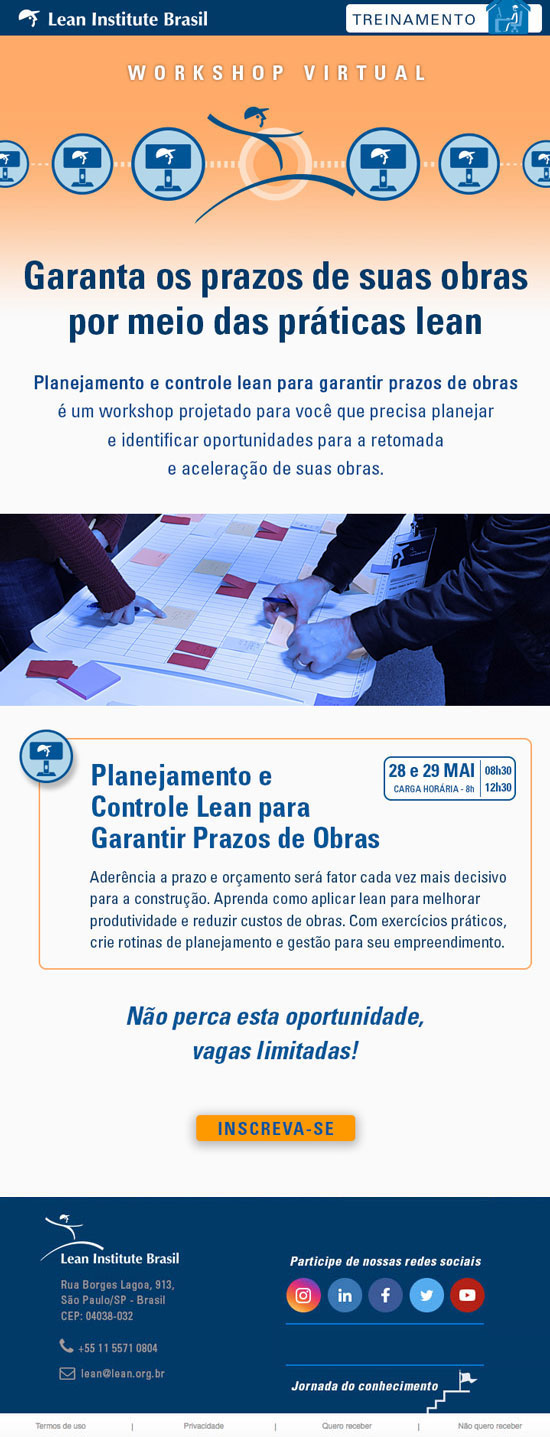 Lean Institute Brasil
TREINAMENTO
WORKSHOP VIRTUAL
Garanta os prazos de suas obras
por meio das práticas lean
Planejamento e controle lean para garantir prazos de obras
é um workshop projetado para você que precisa planejar
e identificar oportunidades para a retomada
e aceleração de suas obras.
Planejamento e
Controle Lean para
Garantir Prazos de Obras
28 e 29 MAI
CARGA HORÁRIA - 8h
08h30
12h30
Aderência a prazo e orçamento será fator cada vez mais decisivo
para a construção. Aprenda como aplicar lean para melhorar
produtividade e reduzir custos de obras. Com exercícios práticos,
crie rotinas de planejamento e gestão para seu empreendimento.
Não perca esta oportunidade,
vagas limitadas!
INSCREVA-SE
Lean Institute Brasil
Rua Borges Lagoa, 913,
São Paulo/SP - Brasil
CEP: 04038-032
+55 11 5571 0804
lean@lean.org.br
Participe de nossas redes sociais
Jornada do conhecimento
Termos de uso | Privacidade | Quero receber | Não quero receber